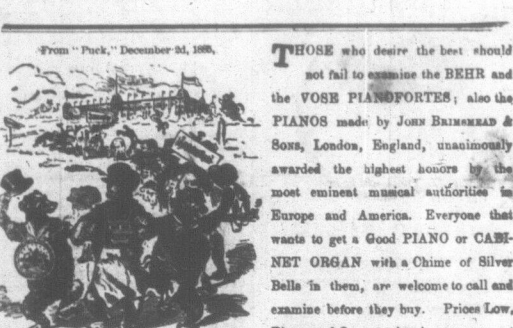 From "Puck," December 2d, 1885,
THOSE who desire the best should
not fail to examine the BEHR and
the VOSE PIANOFORTES; also the
PIANOS made by JOHN BRINSMEAD &
SONS, London, England, unanimously
awarded the highest honors by the
most eminent musical authorities in
Europe and America. Everyone that
wants to get a Good PIANO or CABI-
NET ORGAN with a Chime of Silver
Bells in them, are welcome to call and
examine before they buy. Prices Low,